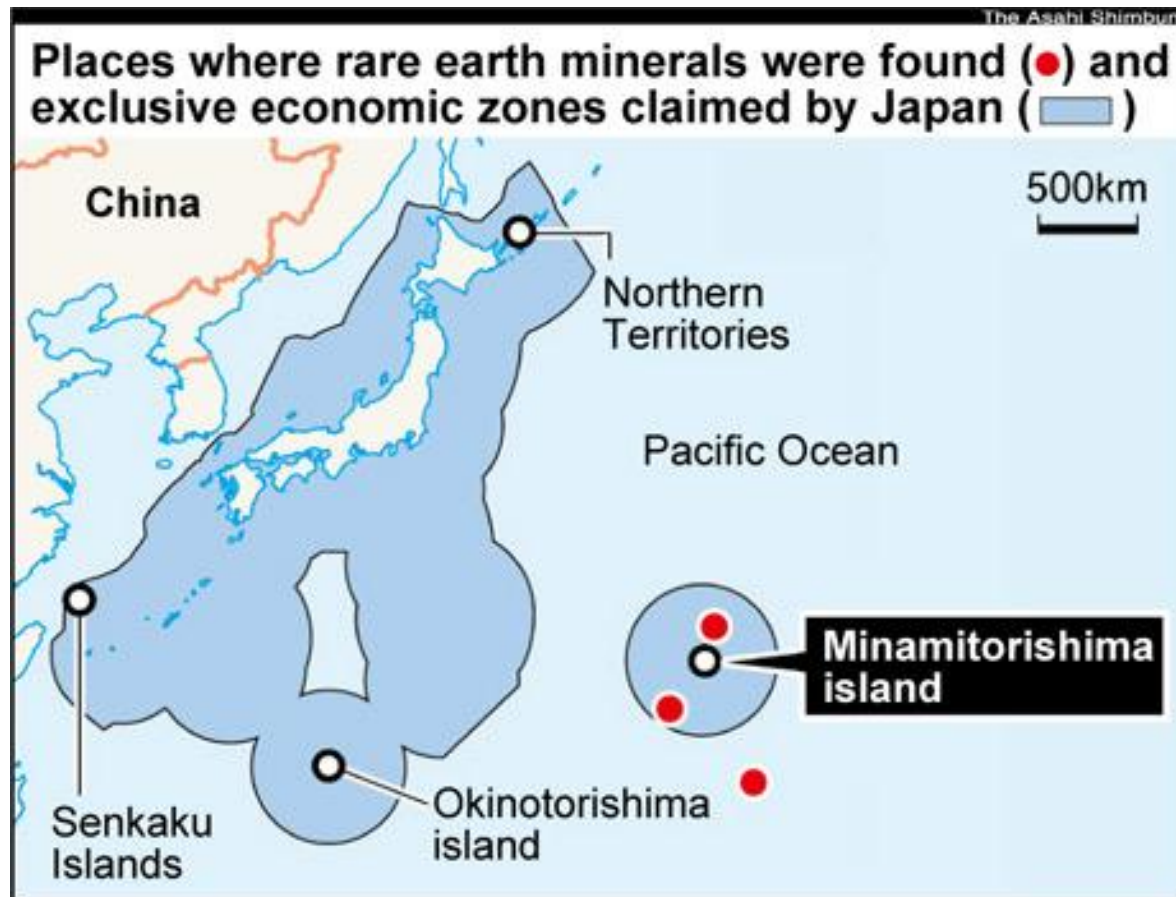 The Asahi Shimbun
Places where rare earth minerals were found (●) and
exclusive economic zones claimed by Japan ( )
China
500km
Northern
Territories
Pacific Ocean
Minamitorishima
island
Okinotorishima
island
Senkaku
Islands